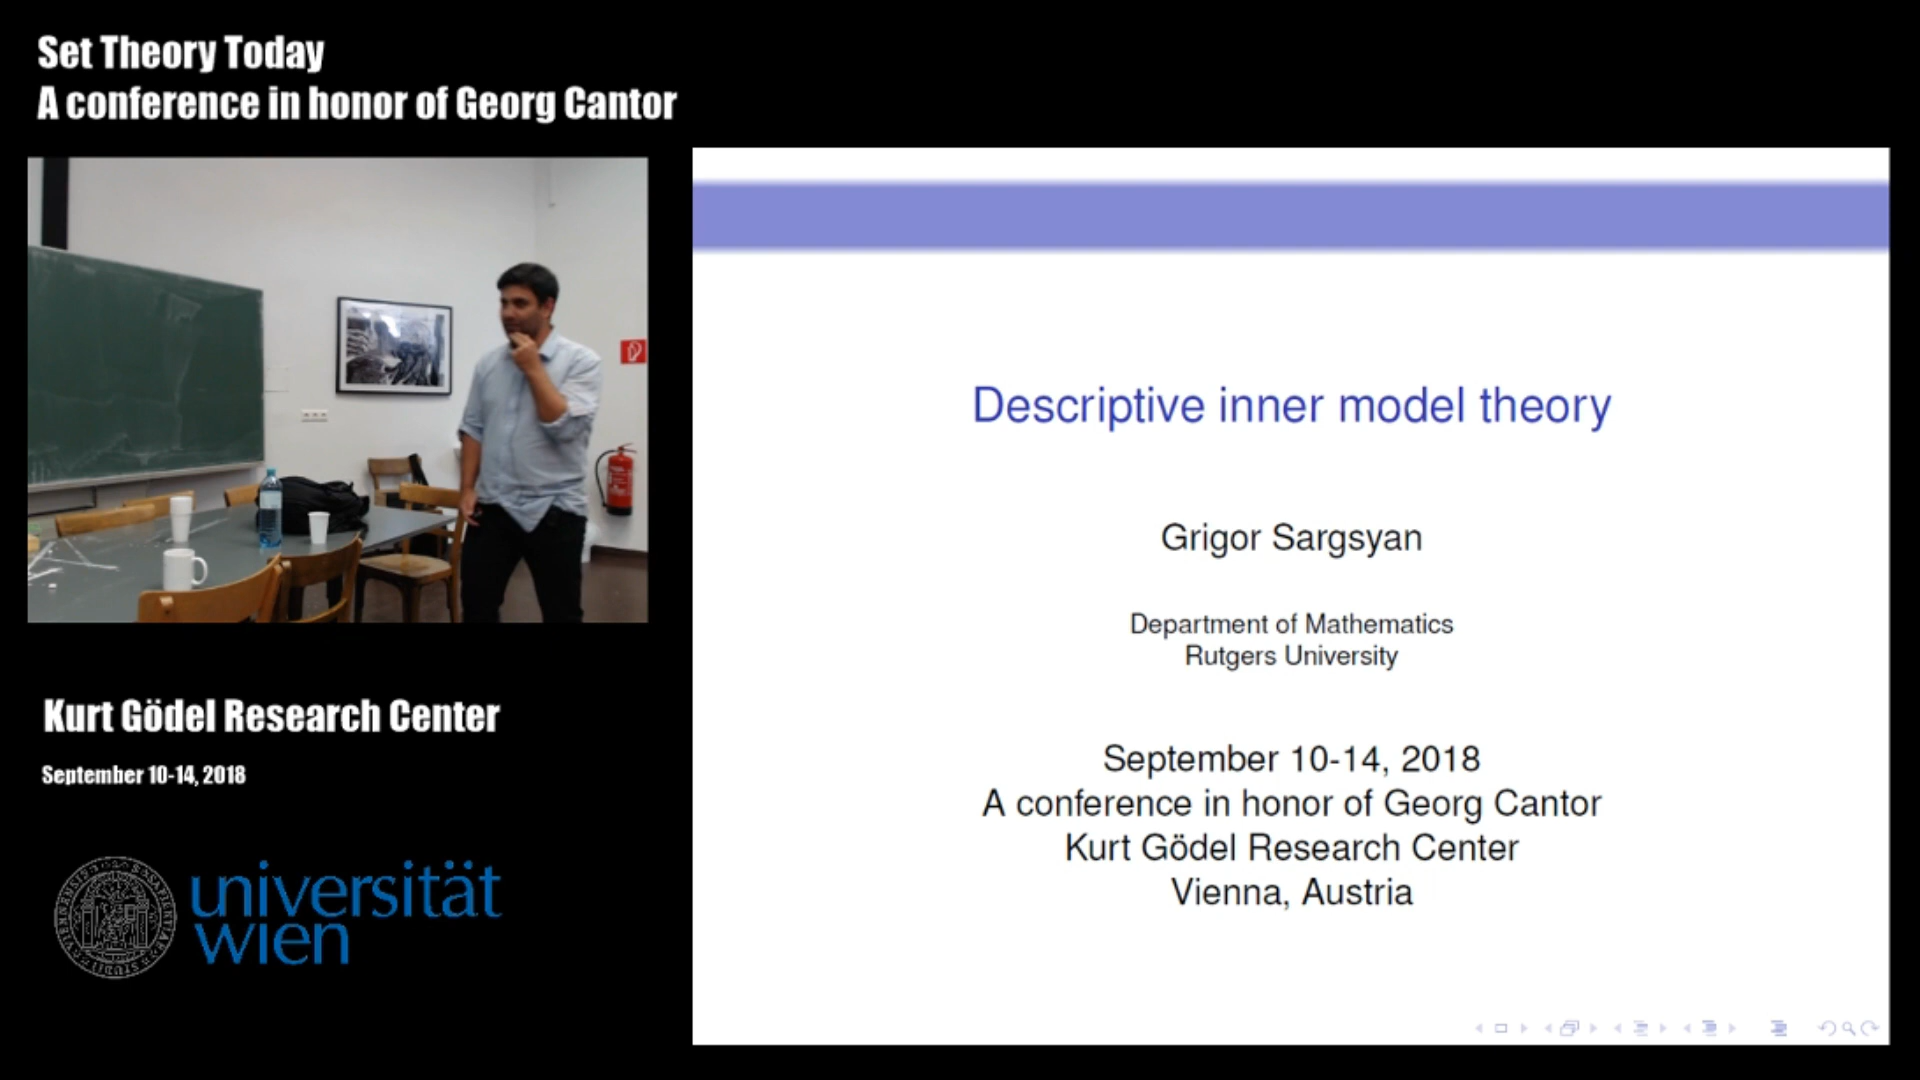 Set Theory Today
A conference in honor of Georg Cantor
Descriptive inner model theory
Grigor Sargsyan
Department of Mathematics
Rutgers University
September 10-14, 2018
A conference in honor of Georg Cantor
Kurt Gödel Research Center
Vienna, Austria
Kurt Gödel Research Center
September 10-14, 2018
universität
wien